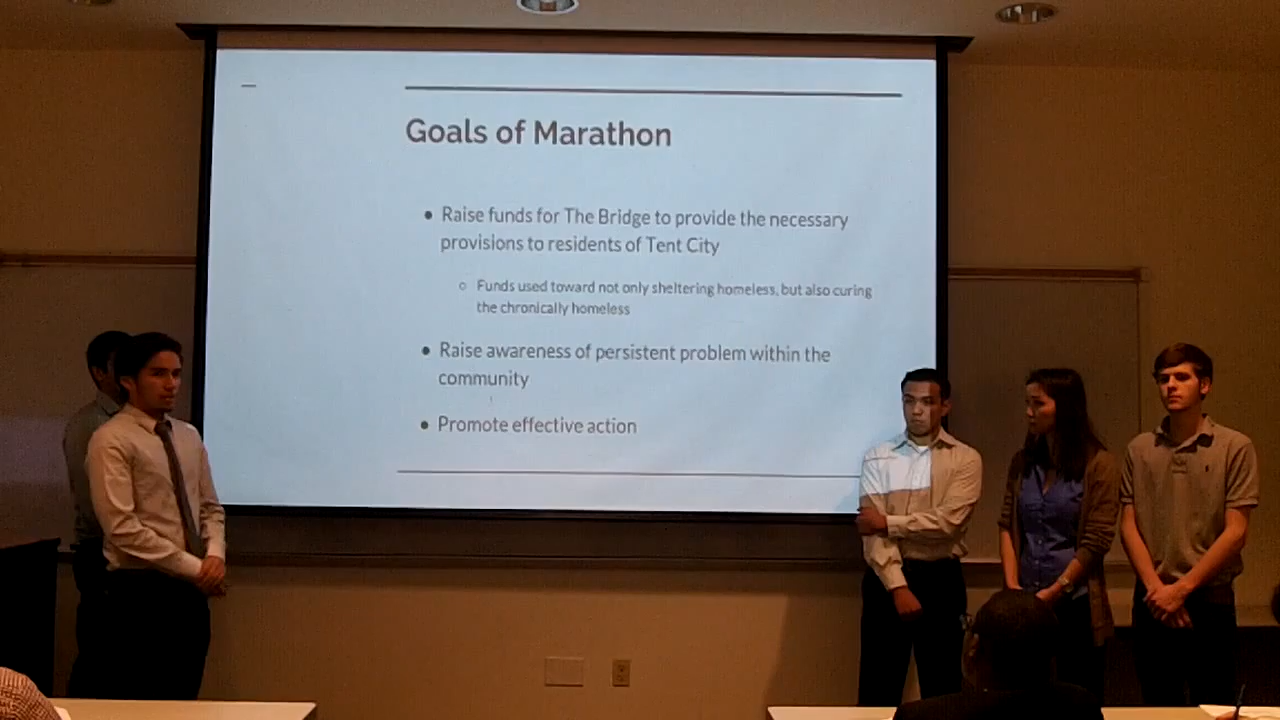 Goals of Marathon
● Raise funds for The Bridge to provide the necessary
provisions to residents of Tent City
○ Funds used toward not only sheltering homeless, but also curing
the chronically homeless
● Raise awareness of persistent problem within the
community
● Promote effective action